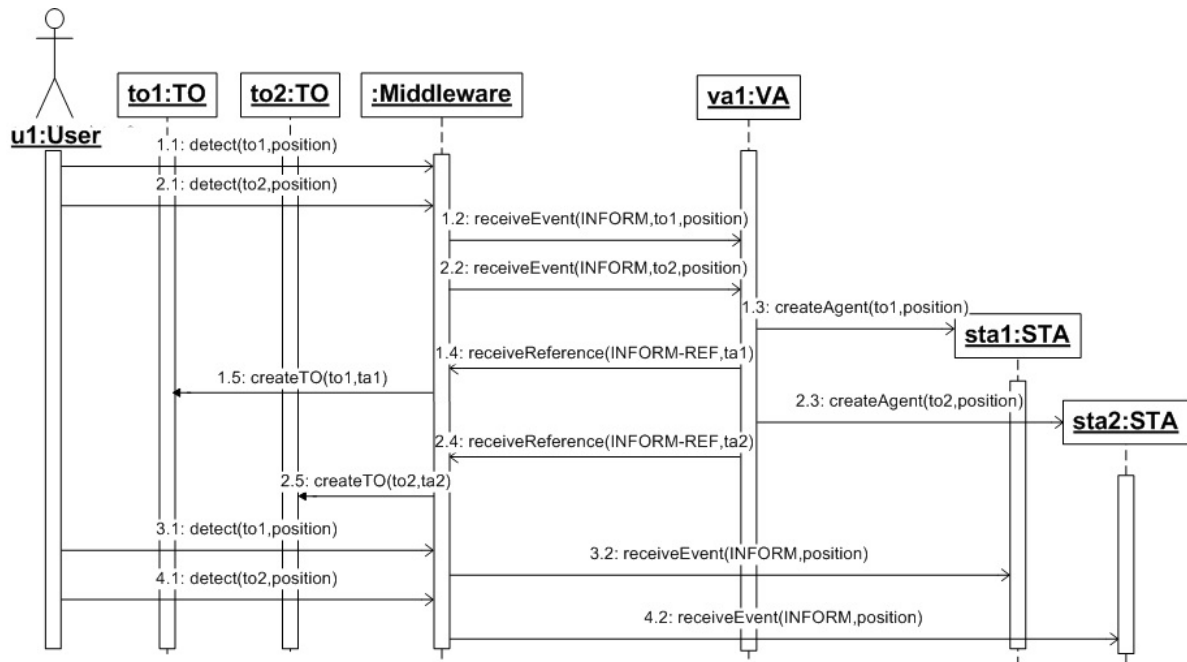 to1:TO
to2:TO
:Middleware
va1:VA
u1:User
1.1: detect(to1,position)
2.1: detect(to2,position)
1.2: receiveEvent(INFORM,to1,position)
2.2: receiveEvent(INFORM,to2,position)
1.3: createAgent(to1,position)
sta1:STA
1.4: receiveReference(INFORM-REF,ta1)
1.5: createTO(to1,ta1)
2.3: createAgent(to2,position)
sta2:STA
2.4: receiveReference(INFORM-REF,ta2)
2.5: createTO(to2,ta2)
3.1: detect(to1,position)
3.2: receiveEvent(INFORM,position)
4.1: detect(to2,position)
4.2: receiveEvent(INFORM,position)